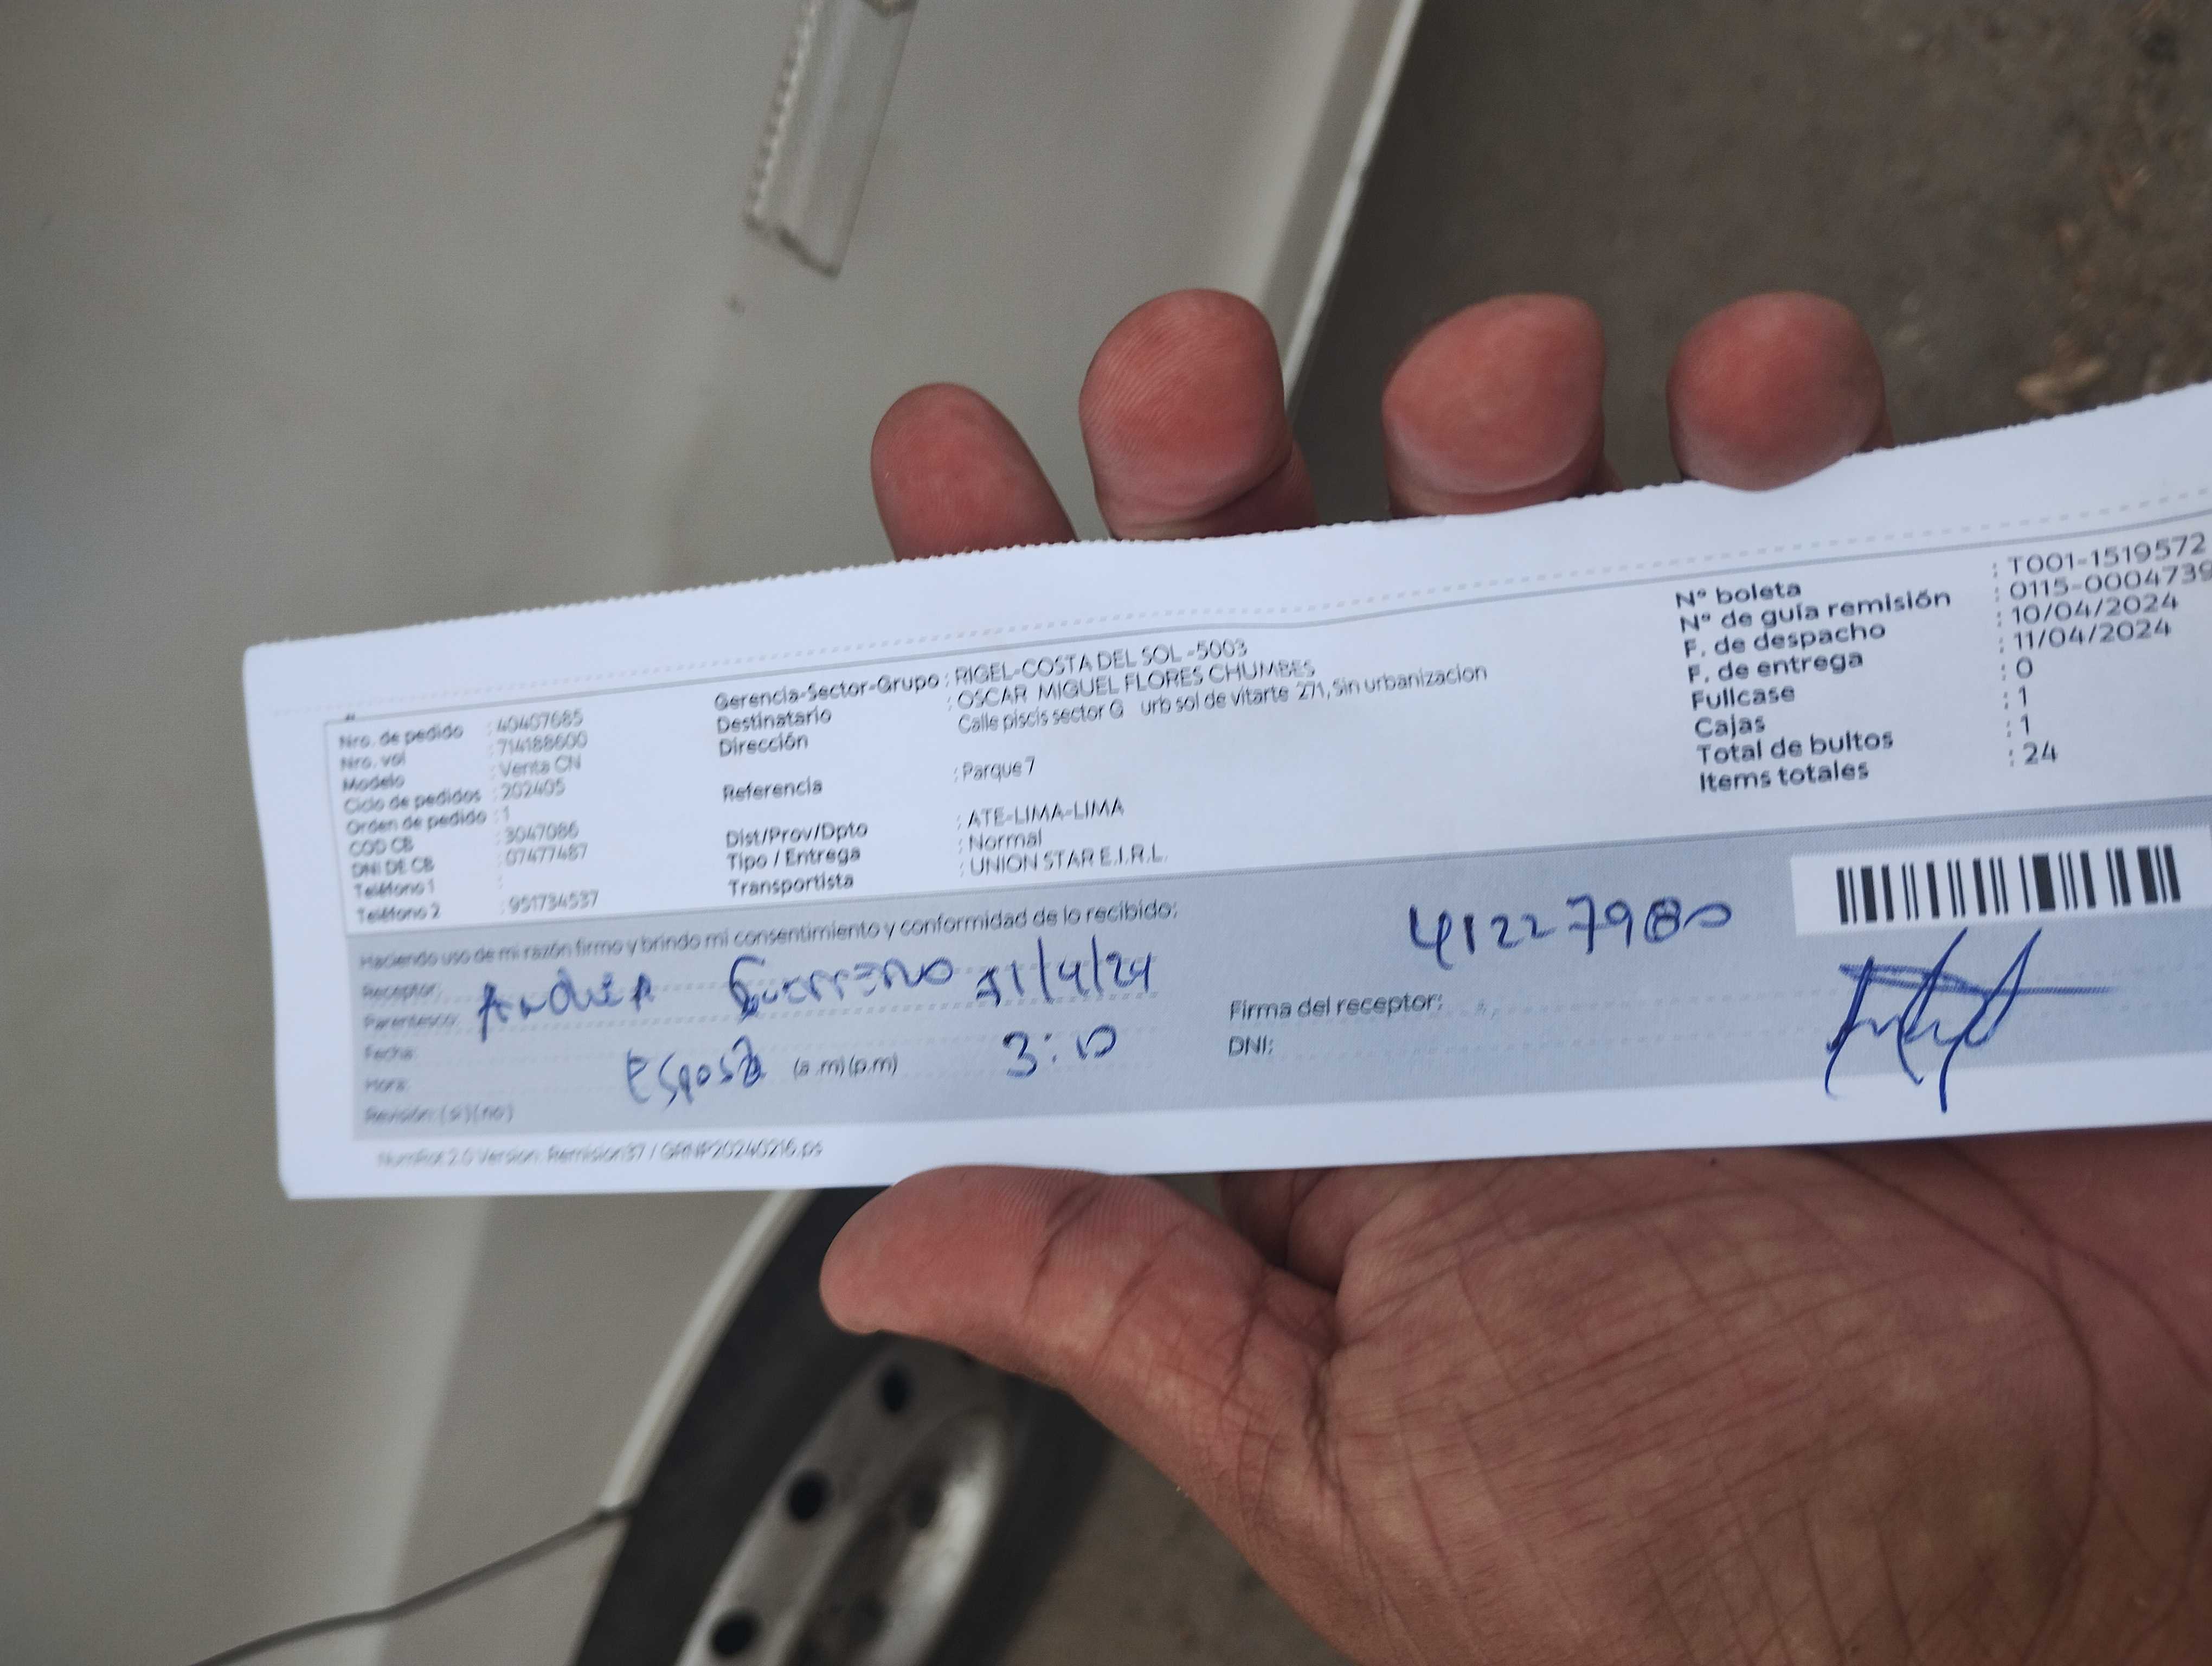 Nro. de pedido : 40407685
Nro. vol : 714188600
Modelo : Venta CN
Ciclo de pedidos : 202405
Orden de pedido : 1
COD CB : 3047086
DNI DE CB : 07477487
Teléfono 1 :
Teléfono 2 : 951734537
Gerencia-Sector-Grupo : RIGEL-COSTA DEL SOL -5003
Destinatario : OSCAR MIGUEL FLORES CHUMBES
Dirección Calle piscis sector G urb sol de vitarte 271, Sin urbanizacion
Referencia : Parque 7
Dist/Prov/Dpto : ATE-LIMA-LIMA
Tipo / Entrega : Normal
Transportista : UNION STAR E.I.R.L.
N° boleta : T001-1519572
N° de guía remisión : 0115-0004739
F. de despacho : 10/04/2024
F. de entrega : 11/04/2024
Fullcase : 0
Cajas : 1
Total de bultos : 1
Items totales : 24
Haciendo uso de mi razón firmo y brindo mi consentimiento y conformidad de lo recibido:
Receptor:
Guerrero 11/4/24
Parentesco:
Fecha:
Esposa (a.m)(p.m) 3:10
Hora:
Revisión: (si)(no)
41227980
Firma del receptor:
DNI: